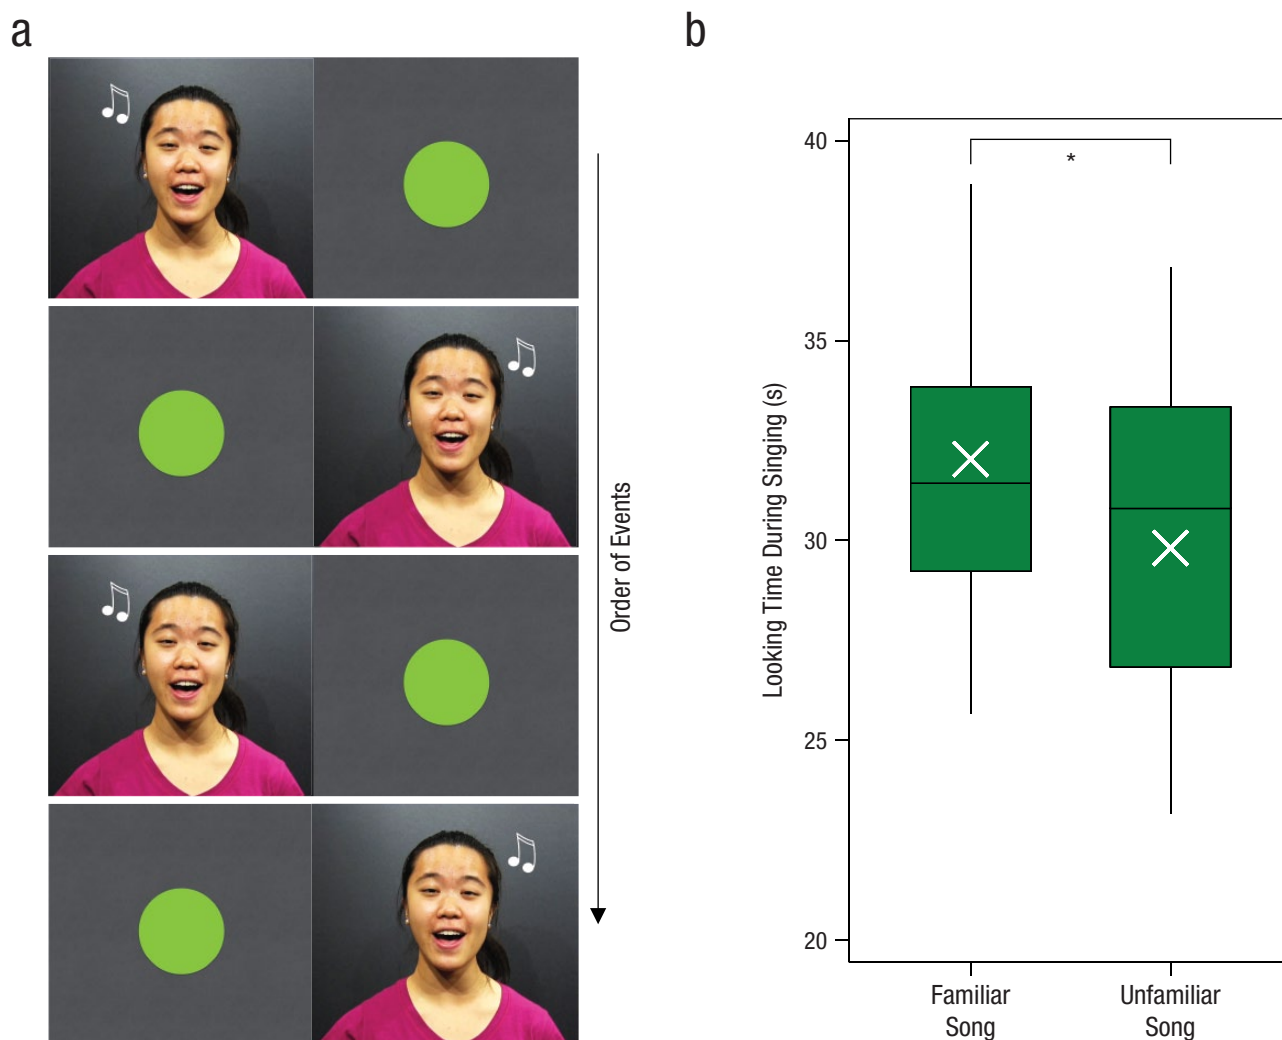 a
Order of Events
b
Looking Time During Singing (s)
40
35
30
25
20
*
Familiar
Song
Unfamiliar
Song